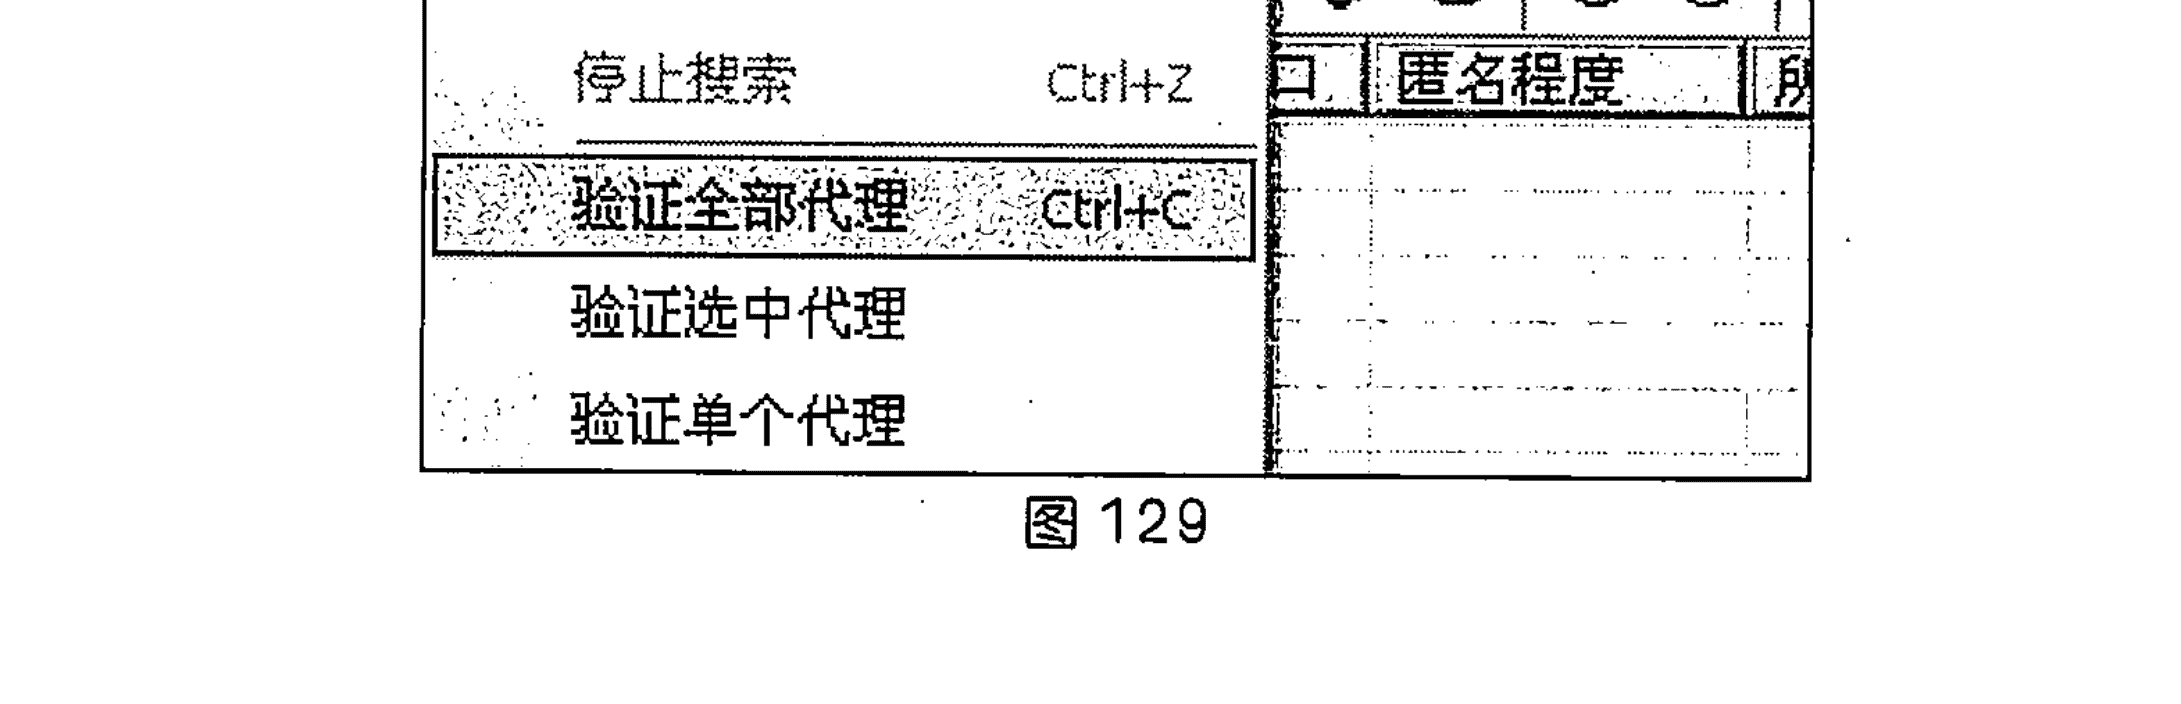 停止搜索 Ctrl+Z
口 匿名程度
验证全部代理 Ctrl+C
验证选中代理
验证单个代理
图 129